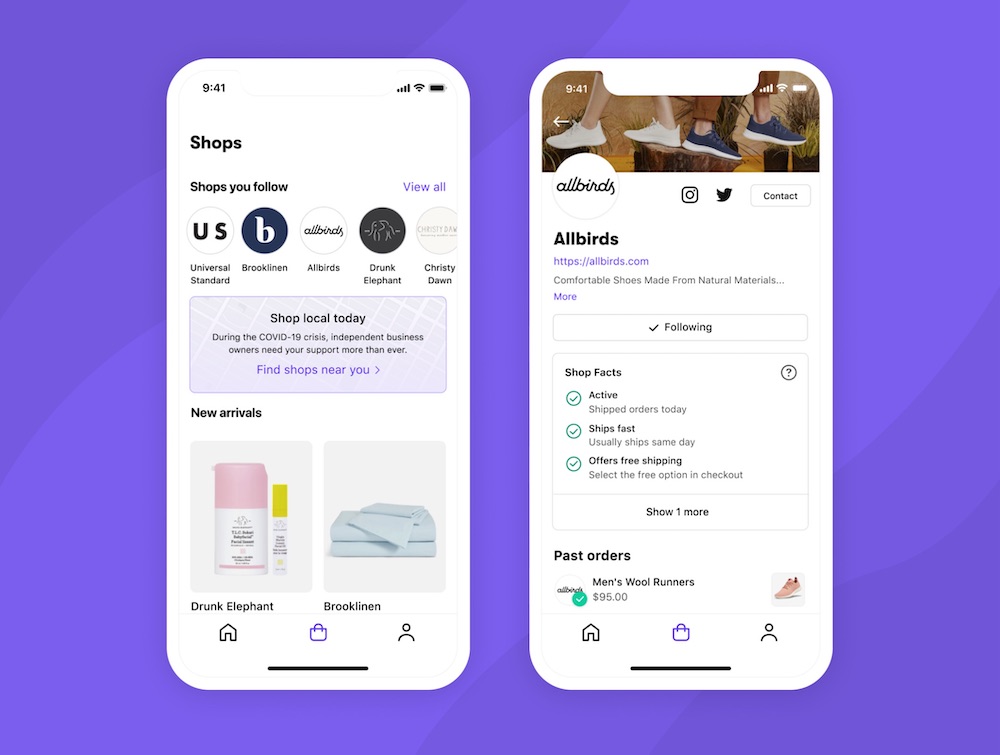 9:41
Shops
Shops you follow
View all
U S
b
allbirds
CHRISTY DAW
Universal
Standard
Brooklinen
Allbirds
Drunk
Elephant
Christy
Dawn
Shop local today
During the COVID-19 crisis, independent business
owners need your support more than ever.
Find shops near you >
New arrivals
T.L.C. Sukari
Babyfacial™
Drunk Elephant
Brooklinen
9:41
allbirds
Contact
Allbirds
https://allbirds.com
Comfortable Shoes Made From Natural Materials...
More
Following
Shop Facts
?
Active
Shipped orders today
Ships fast
Usually ships same day
Offers free shipping
Select the free option in checkout
Show 1 more
Past orders
allbirds
Men's Wool Runners
$95.00